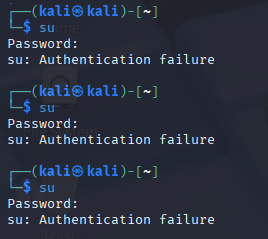 ┌──(kali㉿kali)-[~]
└─$ su
Password:
su: Authentication failure
┌──(kali㉿kali)-[~]
└─$ su
Password:
su: Authentication failure
┌──(kali㉿kali)-[~]
└─$ su
Password:
su: Authentication failure